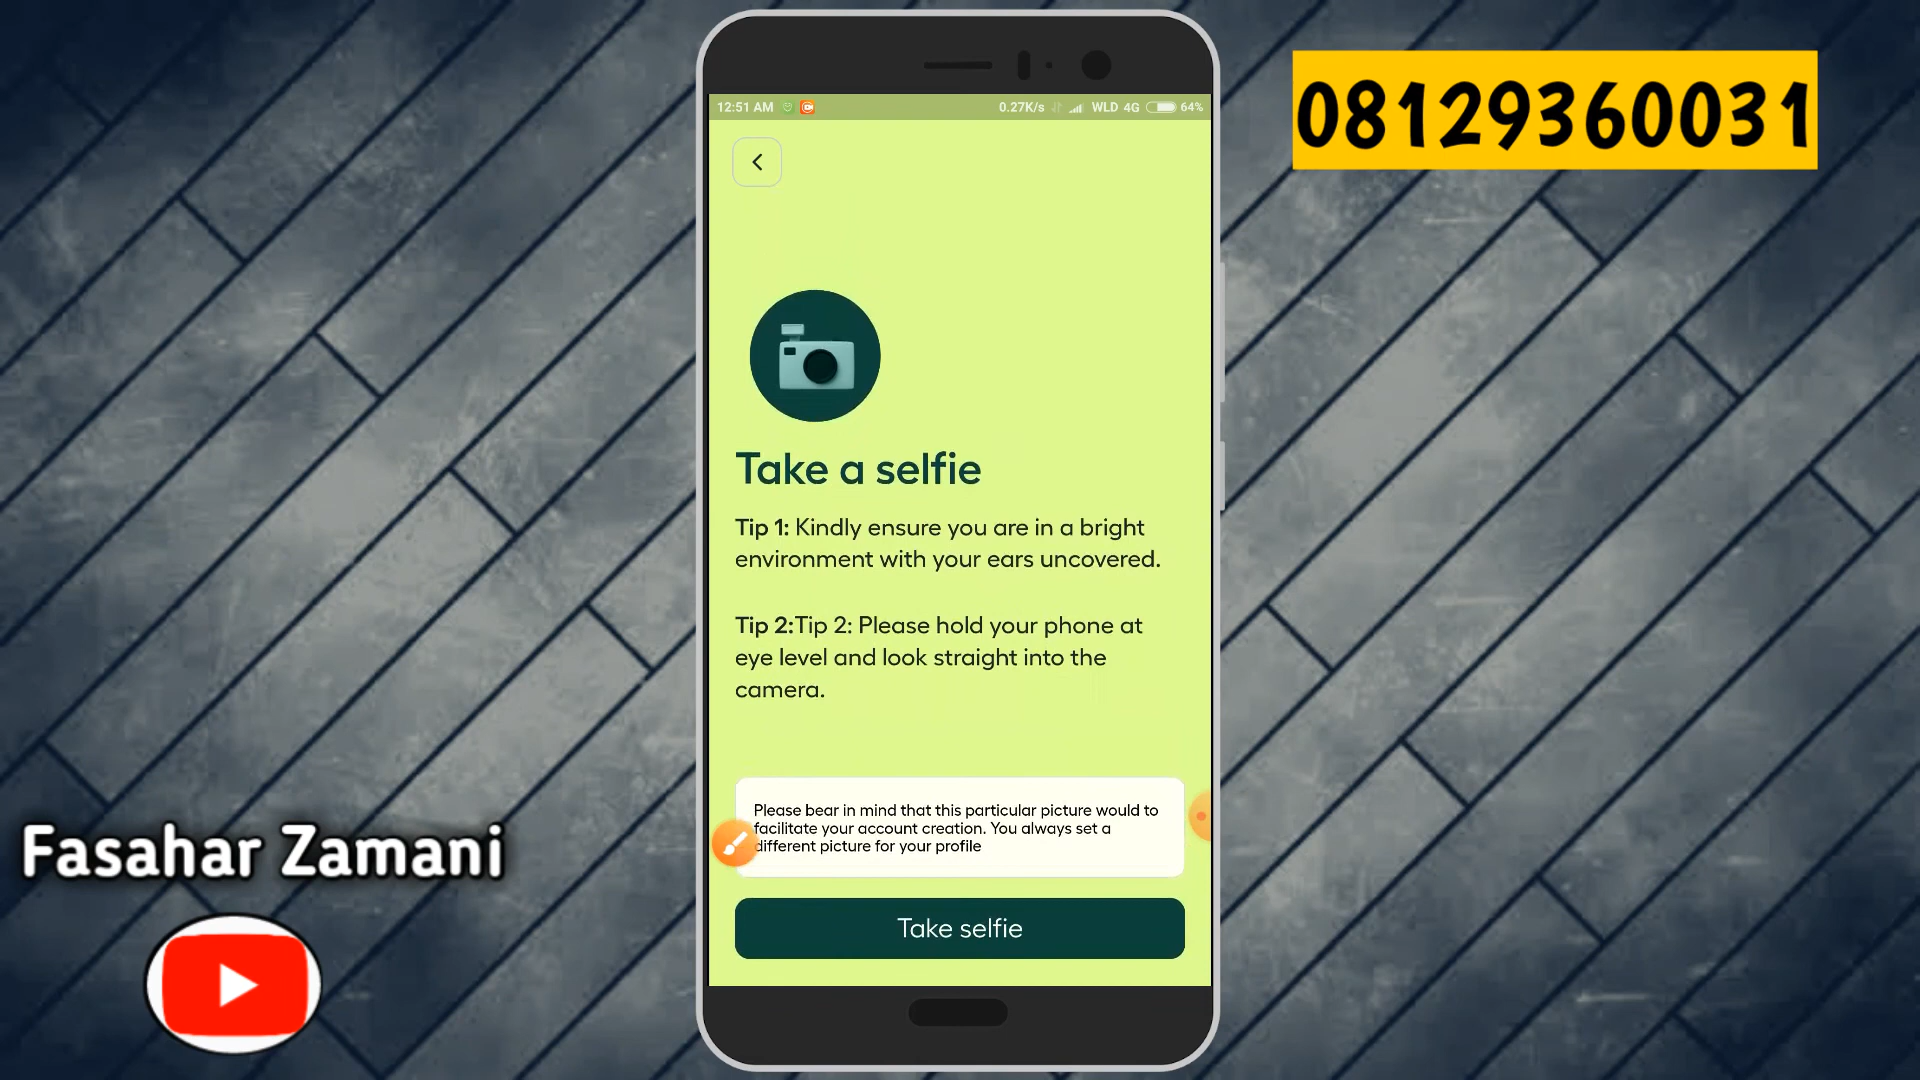 08129360031
12:51 AM 0.27K/s WLD 4G 64%
Take a selfie
Tip 1: Kindly ensure you are in a bright
environment with your ears uncovered.
Tip 2:Tip 2: Please hold your phone at
eye level and look straight into the
camera.
Please bear in mind that this particular picture would to
facilitate your account creation. You always set a
different picture for your profile
Take selfie
Fasahar Zamani